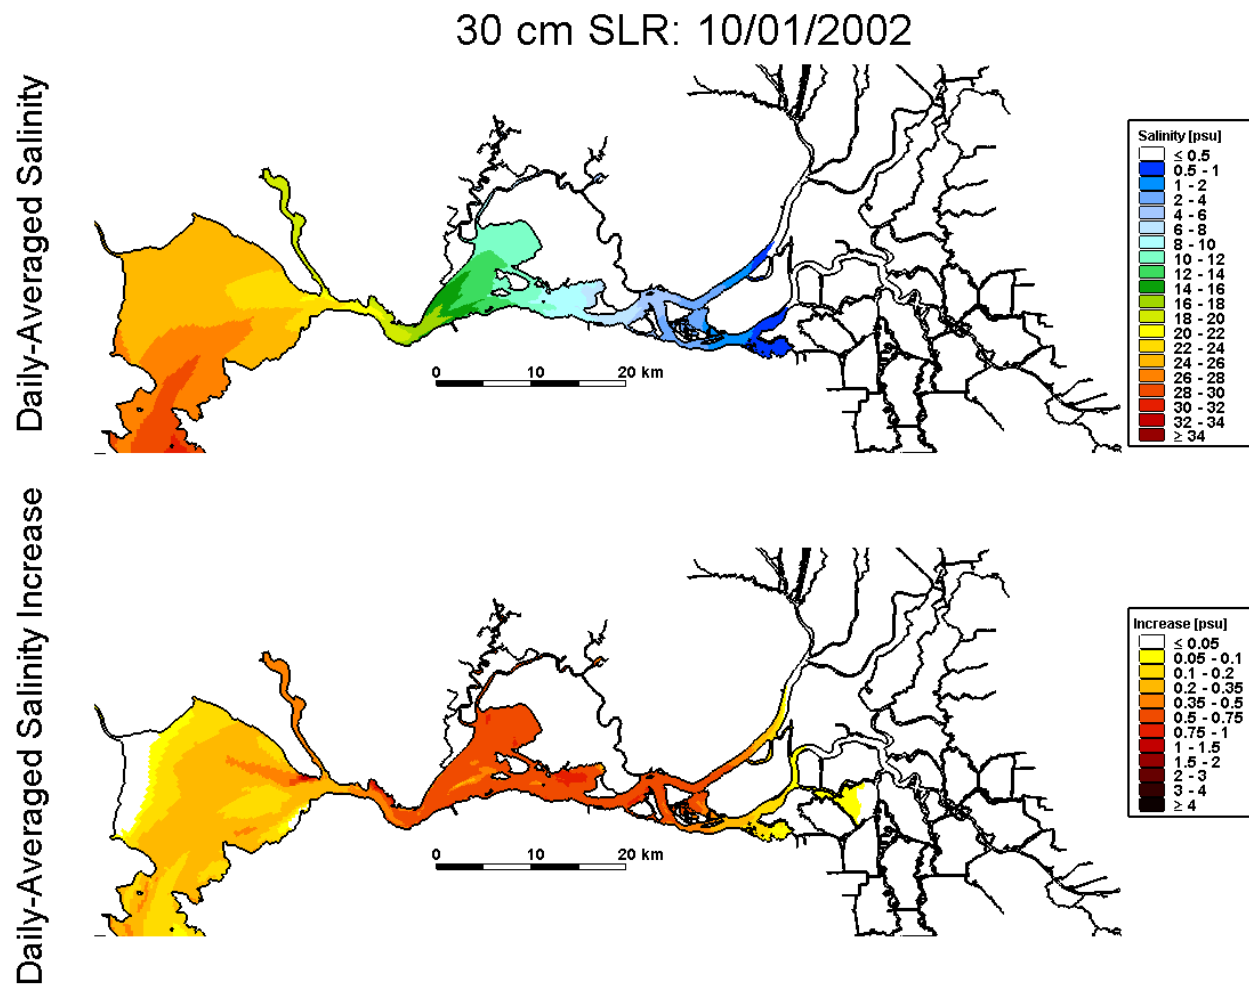 30 cm SLR: 10/01/2002
Daily-Averaged Salinity
0 10 20 km
Salinity [psu]
≤ 0.5
0.5 - 1
1 - 2
2 - 4
4 - 6
6 - 8
8 - 10
10 - 12
12 - 14
14 - 16
16 - 18
18 - 20
20 - 22
22 - 24
24 - 26
26 - 28
28 - 30
30 - 32
32 - 34
≥ 34
Daily-Averaged Salinity Increase
0 10 20 km
Increase [psu]
≤ 0.05
0.05 - 0.1
0.1 - 0.2
0.2 - 0.35
0.35 - 0.5
0.5 - 0.75
0.75 - 1
1 - 1.5
1.5 - 2
2 - 3
3 - 4
≥ 4